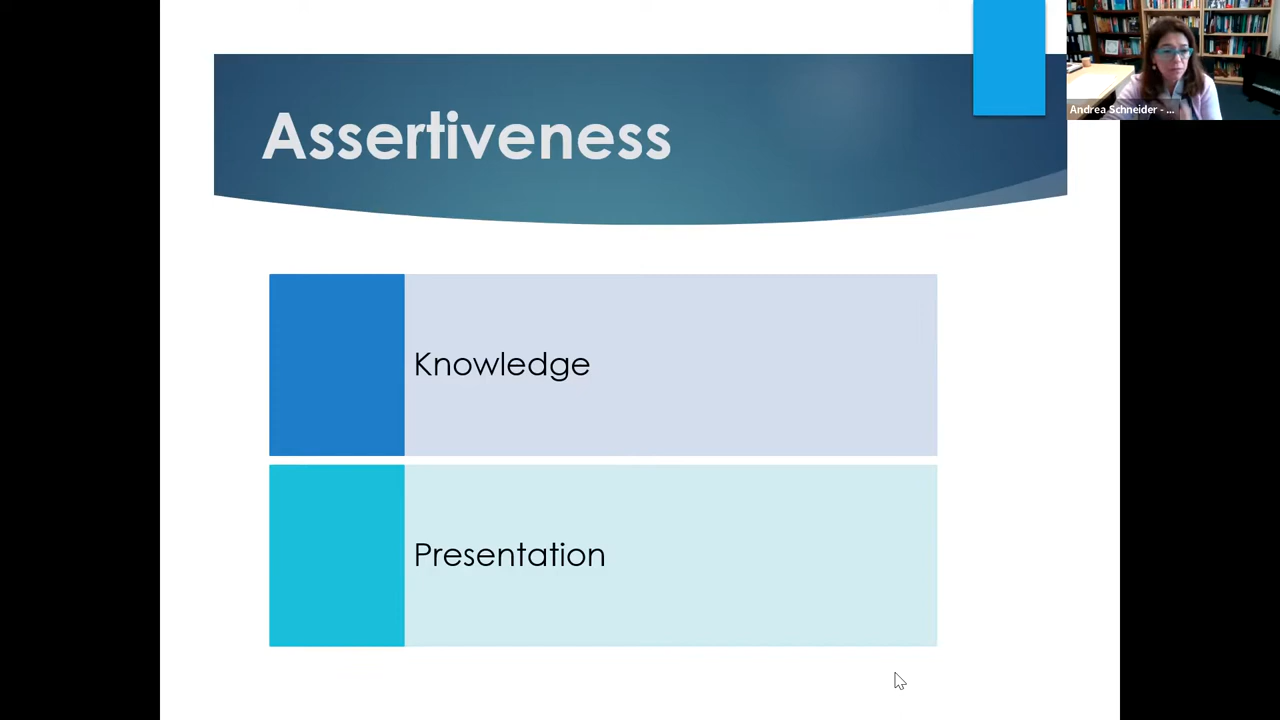 Assertiveness
Andrea Schneider - ...
Knowledge
Presentation